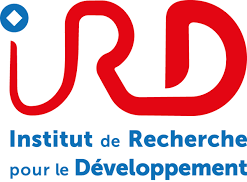 iRD
Institut de Recherche
pour le Développement